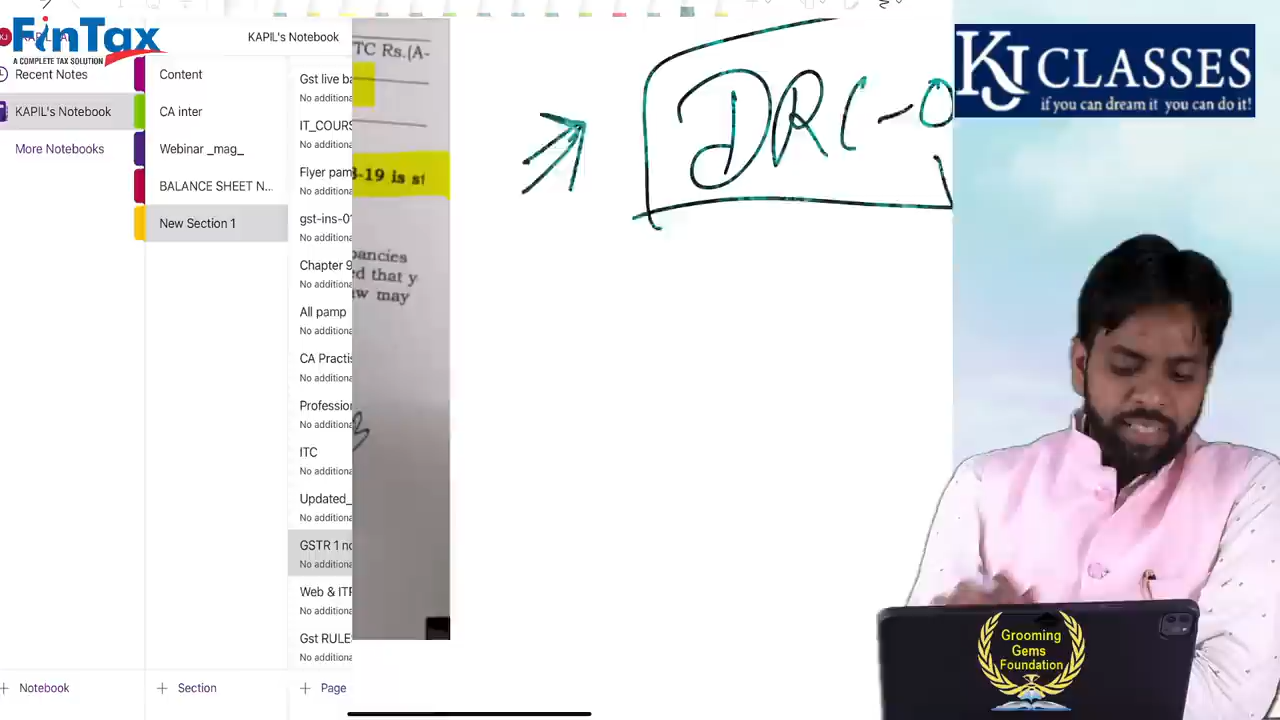 FinTax
A COMPLETE TAX SOLUTION
KAPIL's Notebook
Recent Notes
KAPIL's Notebook
More Notebooks
Content
CA inter
Webinar _mag_
BALANCE SHEET N...
New Section 1
Gst live ba
No additiona
IT_COURS
No additiona
Flyer pam
No additiona
gst-ins-01
No additiona
Chapter 9
No additiona
All pamp
No additiona
CA Practis
No additiona
Profession
No additiona
ITC
No additiona
Updated_
No additiona
GSTR 1 no
No additiona
Web & ITF
No additiona
Gst RULE
No additiona
+ Notebook
+ Section
+ Page
TC Rs.(A-
-19 is st
pancies
ed that y
aw may
DRC-0
KJ CLASSES
if you can dream it you can do it!
Grooming
Gems
Foundation